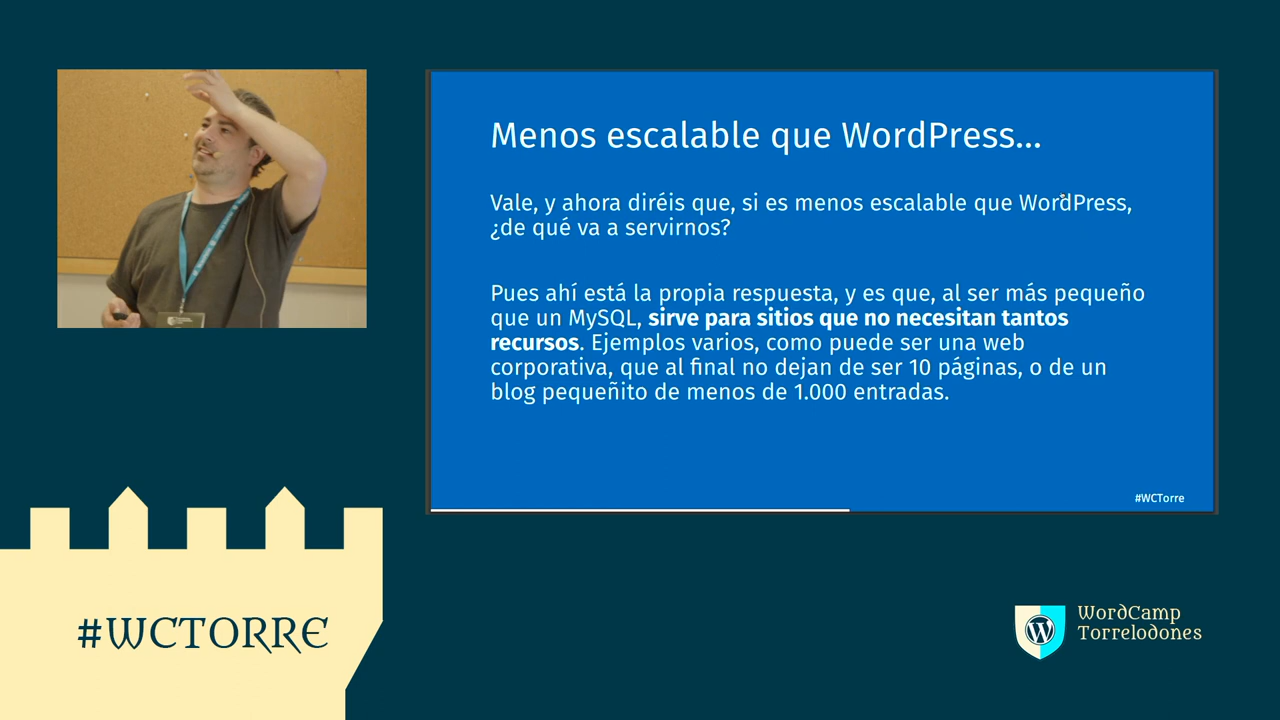 Menos escalable que WordPress...
Vale, y ahora diréis que, si es menos escalable que WordPress,
¿de qué va a servirnos?
Pues ahí está la propia respuesta, y es que, al ser más pequeño
que un MySQL, sirve para sitios que no necesitan tantos
recursos. Ejemplos varios, como puede ser una web
corporativa, que al final no dejan de ser 10 páginas, o de un
blog pequeñito de menos de 1.000 entradas.
#WCTorre
#WCTORRE
WordCamp
Torrelodones